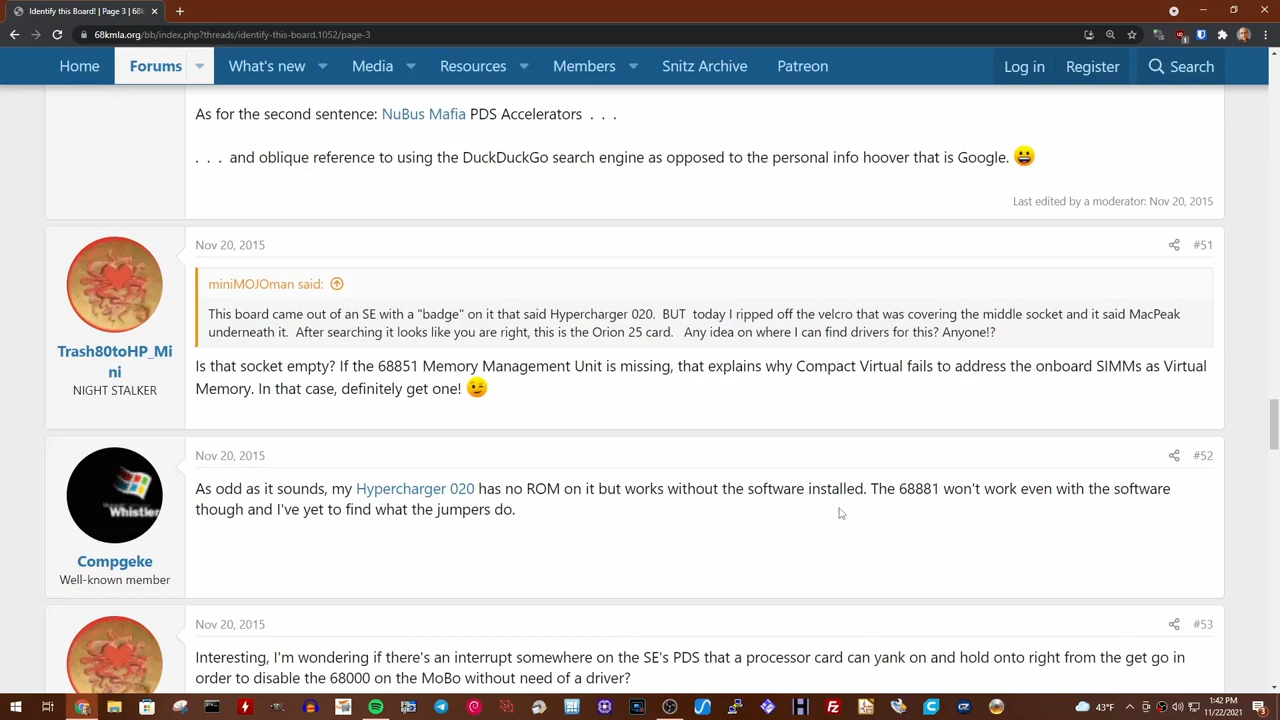 Identify this Board! | Page 3 | 68k
68kmla.org/bb/index.php?threads/identify-this-board.1052/page-3
Home
Forums
What's new
Media
Resources
Members
Snitz Archive
Patreon
Log in
Register
Search
As for the second sentence: NuBus Mafia PDS Accelerators . . .
. . . and oblique reference to using the DuckDuckGo search engine as opposed to the personal info hoover that is Google.
Last edited by a moderator: Nov 20, 2015
Nov 20, 2015
#51
Trash80toHP_Mi
ni
NIGHT STALKER
miniMOJOman said:
This board came out of an SE with a "badge" on it that said Hypercharger 020. BUT today I ripped off the velcro that was covering the middle socket and it said MacPeak
underneath it. After searching it looks like you are right, this is the Orion 25 card. Any idea on where I can find drivers for this? Anyone!?
Is that socket empty? If the 68851 Memory Management Unit is missing, that explains why Compact Virtual fails to address the onboard SIMMs as Virtual
Memory. In that case, definitely get one!
Nov 20, 2015
#52
Whistler
Compgeke
Well-known member
As odd as it sounds, my Hypercharger 020 has no ROM on it but works without the software installed. The 68881 won't work even with the software
though and I've yet to find what the jumpers do.
Nov 20, 2015
#53
Interesting, I'm wondering if there's an interrupt somewhere on the SE's PDS that a processor card can yank on and hold onto right from the get go in
order to disable the 68000 on the MoBo without need of a driver?
43°F
1:42 PM
11/22/2021